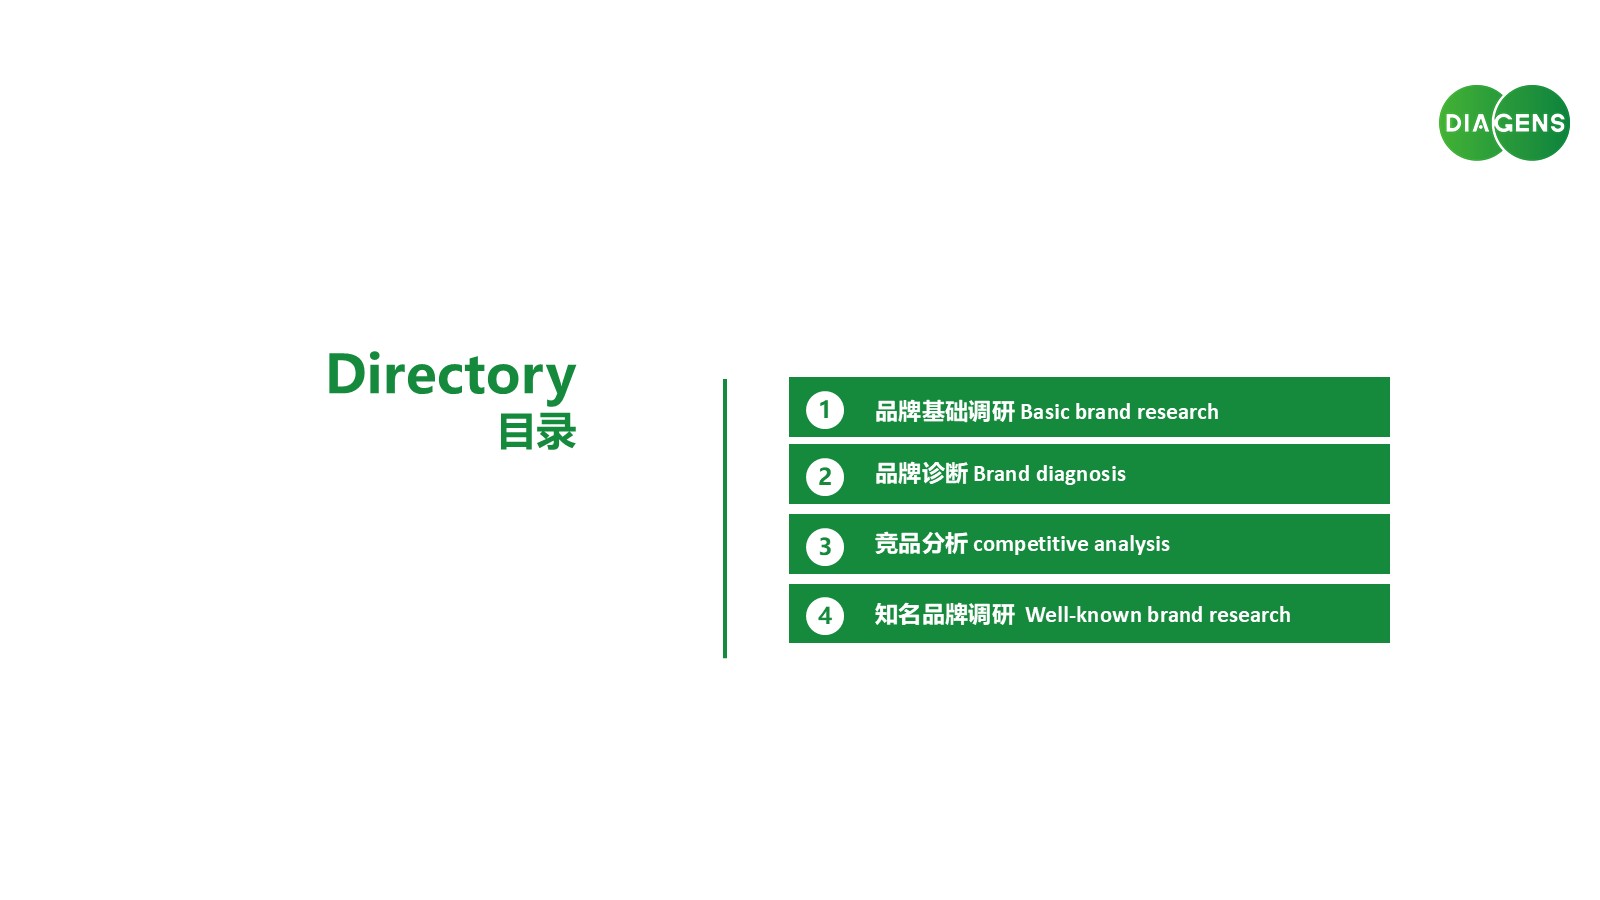 DIAGENS
Directory
目录
1 品牌基础调研 Basic brand research
2 品牌诊断 Brand diagnosis
3 竞品分析 competitive analysis
4 知名品牌调研 Well-known brand research